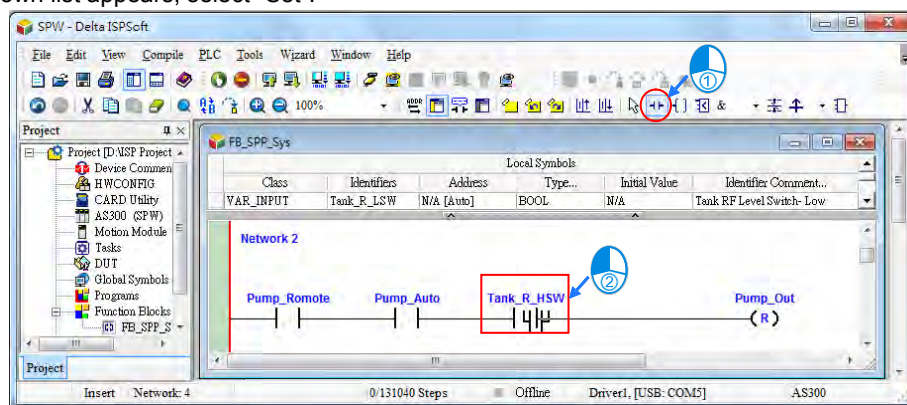 own list appears, select "Set".
SPW - Delta ISPSoft
File Edit View Compile PLC Tools Wizard Window Help
①
100%
&
Project
Project [D:\ISP Project
Device Commen
HWCONFIG
CARD Utility
AS300 (SPW)
Motion Module
Tasks
DUT
Global Symbols
Programs
Function Blocks
FB_SPP_S
Project
FB_SPP_Sys
Local Symbols
Class Identifiers Address Type... Initial Value Identifier Comment...
VAR_INPUT Tank_R_LSW N/A [Auto] BOOL N/A Tank RF Level Switch- Low
Network 2
②
Pump_Romote Pump_Auto Tank_R_HSW Pump_Out
R
Insert Network: 4 0/131040 Steps Offline Driver1, [USB: COM5] AS300